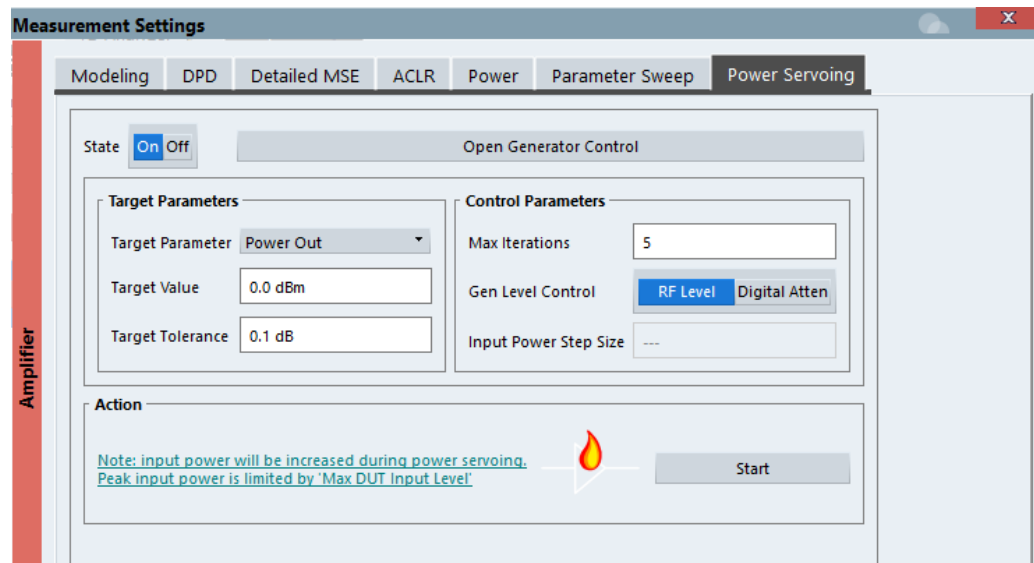 Measurement Settings
X
Modeling DPD Detailed MSE ACLR Power Parameter Sweep Power Servoing
Amplifier
State On Off Open Generator Control
Target Parameters
Target Parameter Power Out
Target Value 0.0 dBm
Target Tolerance 0.1 dB
Control Parameters
Max Iterations 5
Gen Level Control RF Level Digital Atten
Input Power Step Size ---
Action
Note: input power will be increased during power servoing.
Peak input power is limited by 'Max DUT Input Level'
Start